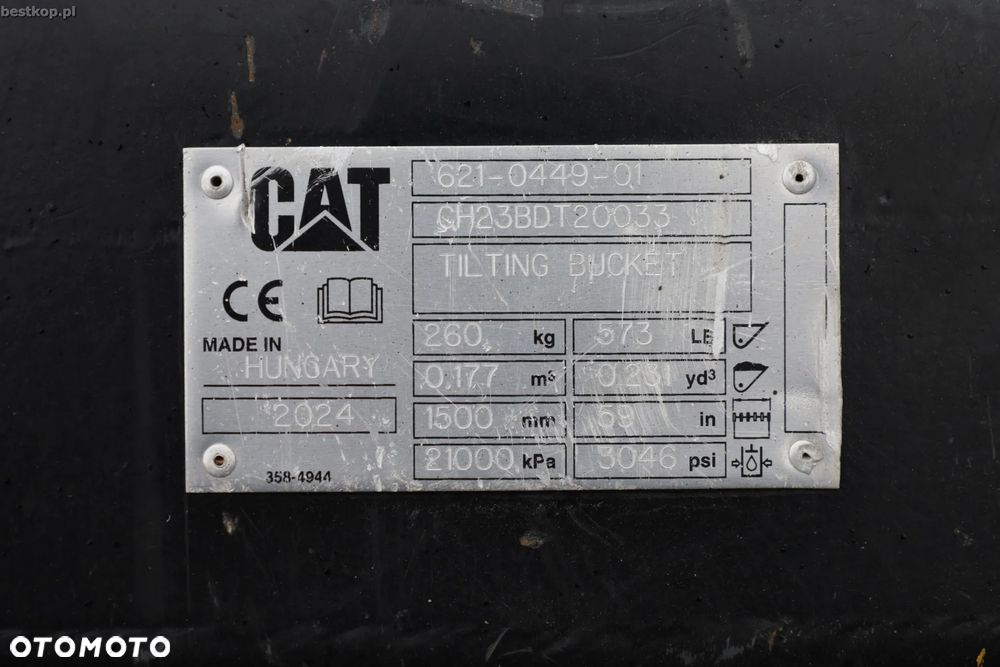 bestkop.pl
CAT
621-0449-01
GH23BDT20033
TILTING BUCKET
CE
260 kg
573 LB
MADE IN
HUNGARY
0.177 m³
0.231 yd³
2024
1500 mm
59 in
21000 kPa
3046 psi
358-4944
OTOMOTO